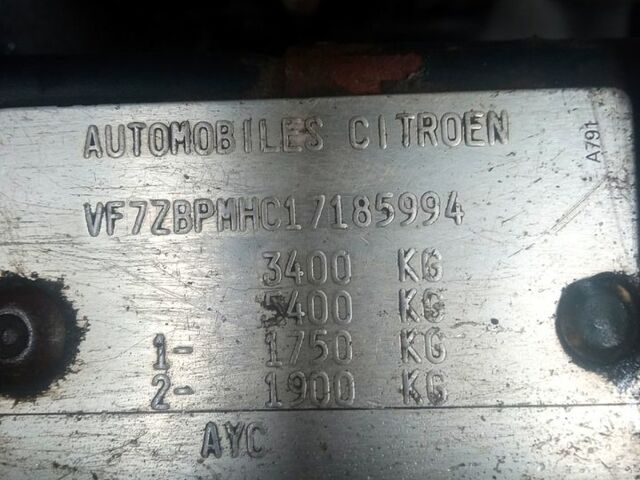 AUTOMOBILES CITROEN
A791
VF7ZBPMHC17185994
3400 KG
5400 KG
1- 1750 KG
2- 1900 KG
AYC